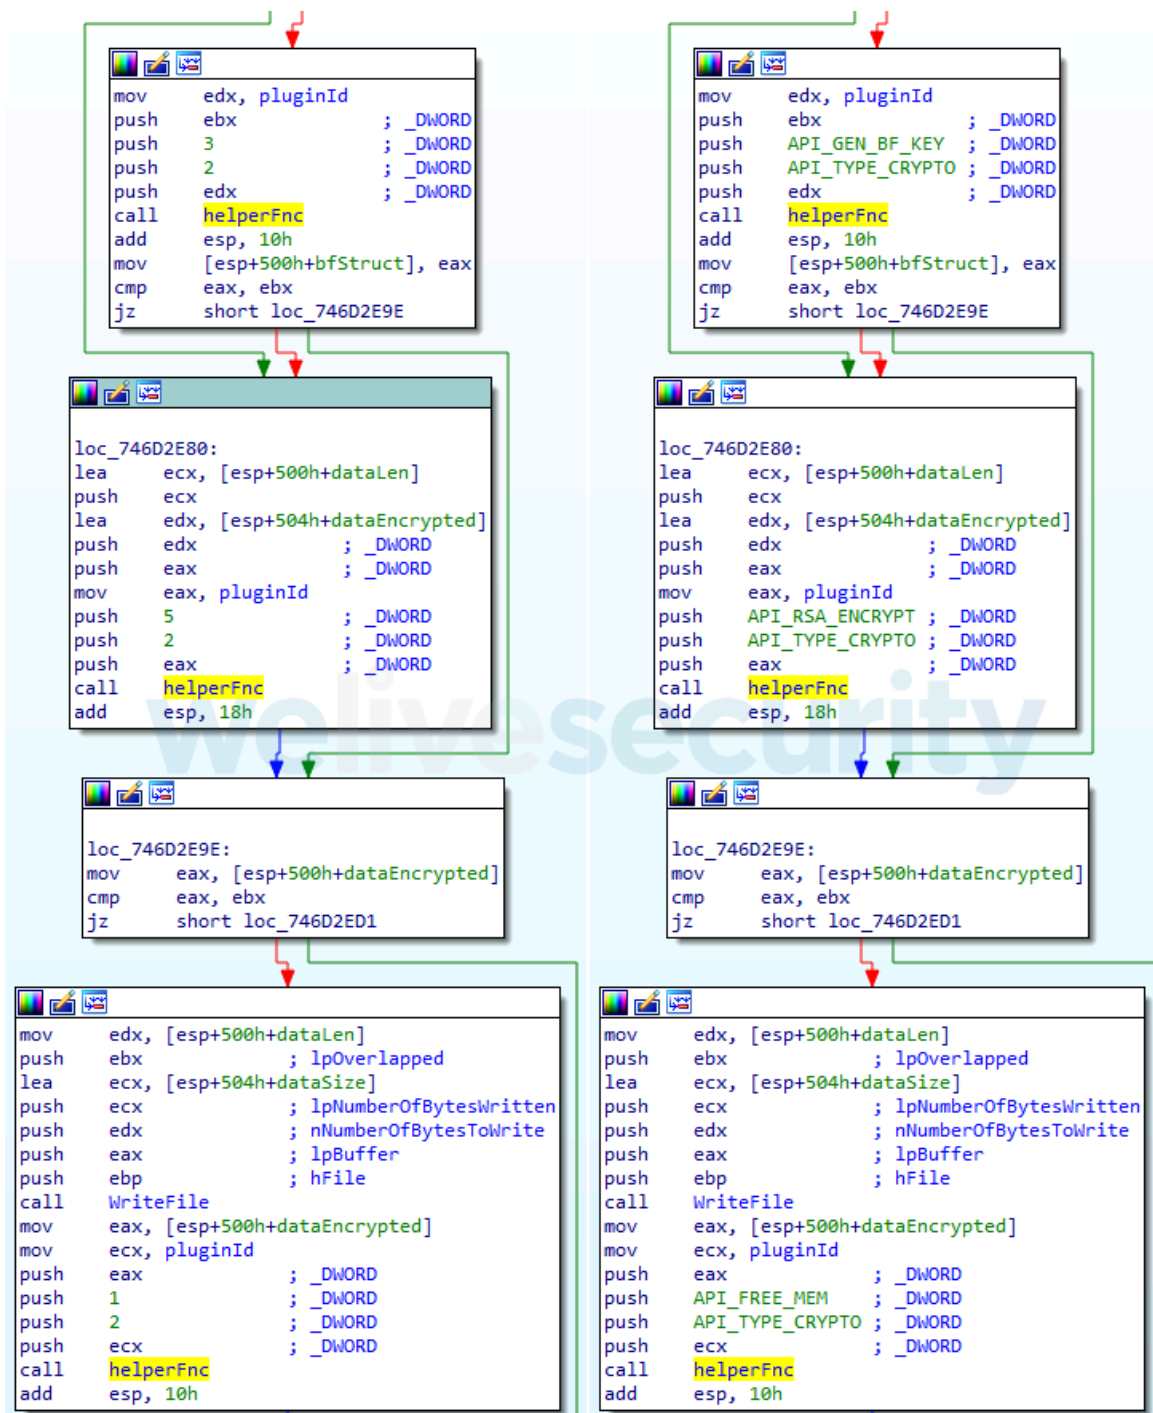 mov edx, pluginId
push ebx ; _DWORD
push 3 ; _DWORD
push 2 ; _DWORD
push edx ; _DWORD
call helperFnc
add esp, 10h
mov [esp+500h+bfStruct], eax
cmp eax, ebx
jz short loc_746D2E9E
loc_746D2E80:
lea ecx, [esp+500h+dataLen]
push ecx
lea edx, [esp+504h+dataEncrypted]
push edx ; _DWORD
push eax ; _DWORD
mov eax, pluginId
push 5 ; _DWORD
push 2 ; _DWORD
push eax ; _DWORD
call helperFnc
add esp, 18h
loc_746D2E9E:
mov eax, [esp+500h+dataEncrypted]
cmp eax, ebx
jz short loc_746D2ED1
mov edx, [esp+500h+dataLen]
push ebx ; lpOverlapped
lea ecx, [esp+504h+dataSize]
push ecx ; lpNumberOfBytesWritten
push edx ; nNumberOfBytesToWrite
push eax ; lpBuffer
push ebp ; hFile
call WriteFile
mov eax, [esp+500h+dataEncrypted]
mov ecx, pluginId
push eax ; _DWORD
push 1 ; _DWORD
push 2 ; _DWORD
push ecx ; _DWORD
call helperFnc
add esp, 10h
mov edx, pluginId
push ebx ; _DWORD
push API_GEN_BF_KEY ; _DWORD
push API_TYPE_CRYPTO ; _DWORD
push edx ; _DWORD
call helperFnc
add esp, 10h
mov [esp+500h+bfStruct], eax
cmp eax, ebx
jz short loc_746D2E9E
loc_746D2E80:
lea ecx, [esp+500h+dataLen]
push ecx
lea edx, [esp+504h+dataEncrypted]
push edx ; _DWORD
push eax ; _DWORD
mov eax, pluginId
push API_RSA_ENCRYPT ; _DWORD
push API_TYPE_CRYPTO ; _DWORD
push eax ; _DWORD
call helperFnc
add esp, 18h
loc_746D2E9E:
mov eax, [esp+500h+dataEncrypted]
cmp eax, ebx
jz short loc_746D2ED1
mov edx, [esp+500h+dataLen]
push ebx ; lpOverlapped
lea ecx, [esp+504h+dataSize]
push ecx ; lpNumberOfBytesWritten
push edx ; nNumberOfBytesToWrite
push eax ; lpBuffer
push ebp ; hFile
call WriteFile
mov eax, [esp+500h+dataEncrypted]
mov ecx, pluginId
push eax ; _DWORD
push API_FREE_MEM ; _DWORD
push API_TYPE_CRYPTO ; _DWORD
push ecx ; _DWORD
call helperFnc
add esp, 10h
welivesecurity